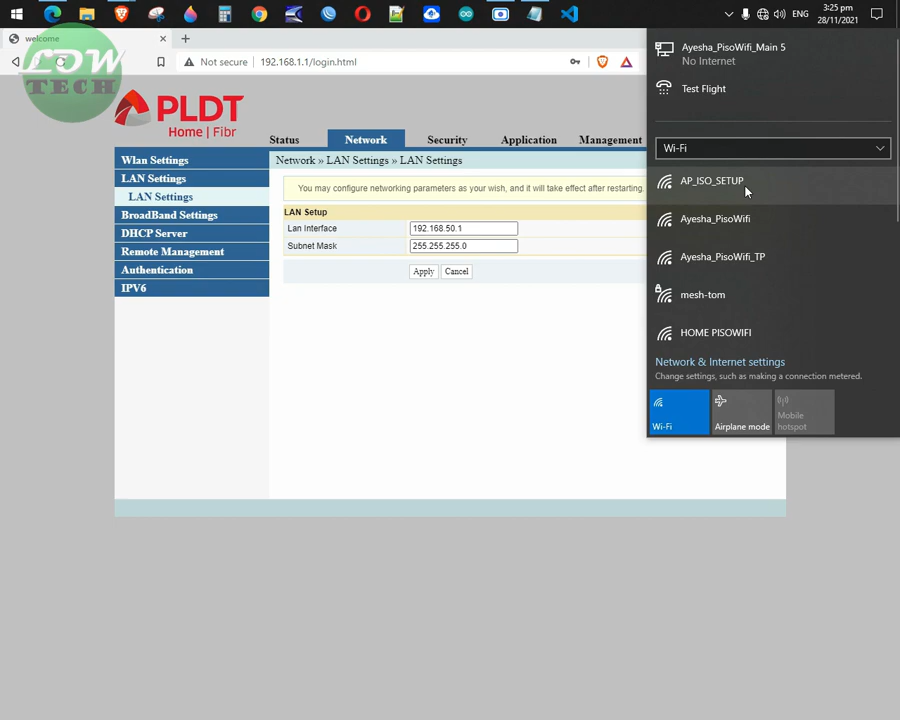 ENG
3:25 pm
28/11/2021
welcome
Not secure
192.168.1.1/login.html
LOW
TECH
PLDT
Home | Fibr
Status
Network
Security
Application
Management
Wlan Settings
LAN Settings
LAN Settings
BroadBand Settings
DHCP Server
Remote Management
Authentication
IPV6
Network » LAN Settings » LAN Settings
You may configure networking parameters as your wish, and it will take effect after restarting.
LAN Setup
Lan Interface 192.168.50.1
Subnet Mask 255.255.255.0
Apply Cancel
Ayesha_PisoWifi_Main 5
No Internet
Test Flight
Wi-Fi
AP_ISO_SETUP
Ayesha_PisoWifi
Ayesha_PisoWifi_TP
mesh-tom
HOME PISOWIFI
Network & Internet settings
Change settings, such as making a connection metered.
Wi-Fi
Airplane mode
Mobile
hotspot